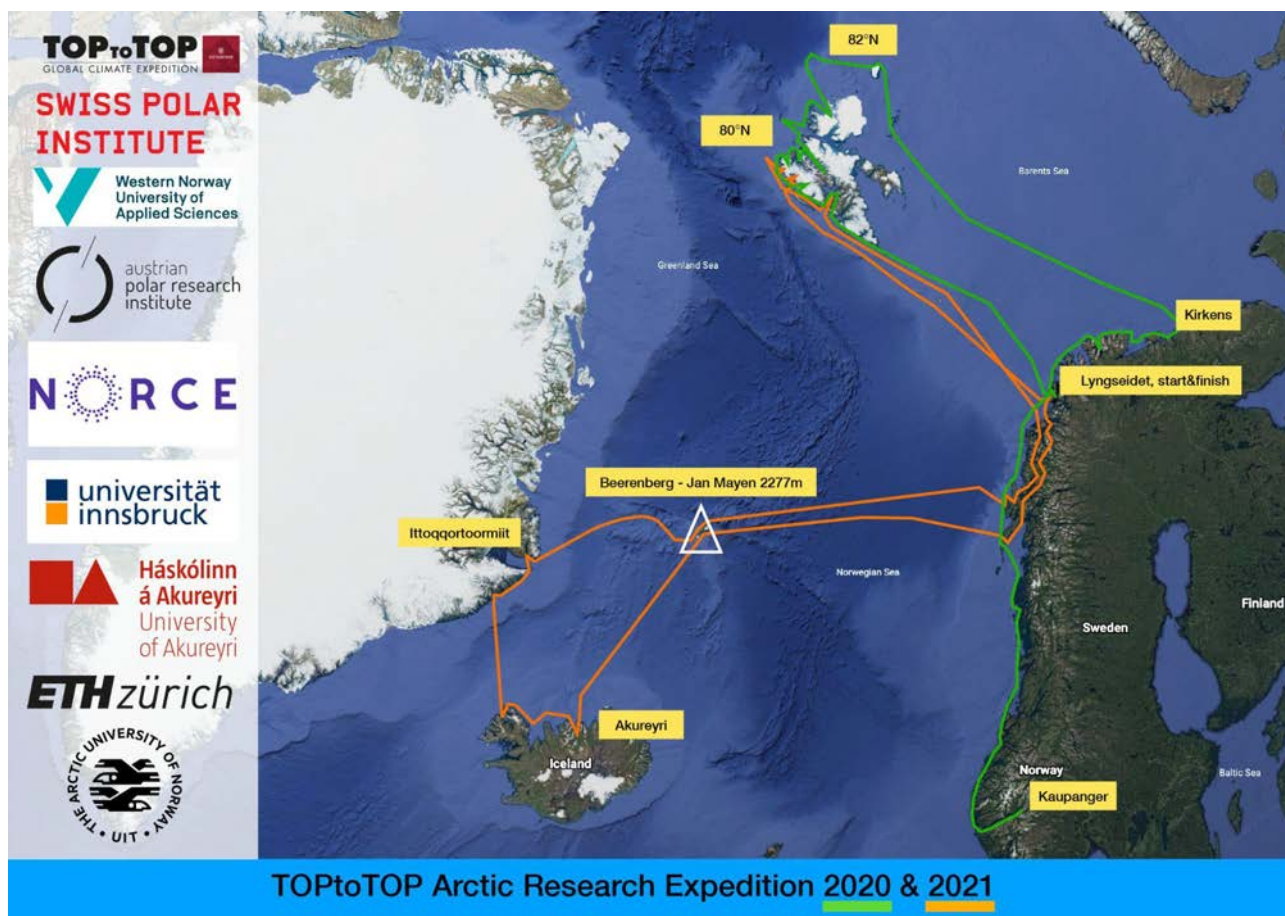 TOPTOTOP
GLOBAL CLIMATE EXPEDITION
SWISS POLAR
INSTITUTE
Western Norway
University of
Applied Sciences
austrian
polar research
institute
NORCE
universität
innsbruck
Háskólinn
á Akureyri
University
of Akureyri
ETHzürich
THE ARCTIC UNIVERSITY OF NORWAY
UIT
82°N
80°N
Barents Sea
Greenland Sea
Kirkens
Lyngseidet, start&finish
Beerenberg - Jan Mayen 2277m
Ittoqqortoormiit
Norwegian Sea
Finland
Sweden
Akureyri
Iceland
Norway
Baltic Sea
Kaupanger
TOPtoTOP Arctic Research Expedition 2020 & 2021